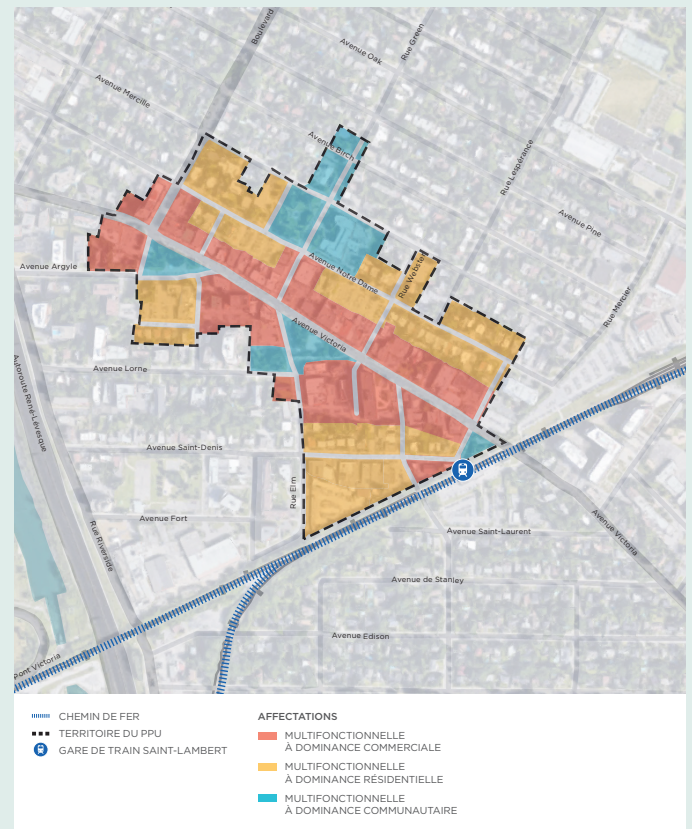 Boulevard
Avenue Oak
Rue Green
Avenue Mercille
Avenue Birch
Rue Lespérance
Avenue Pine
Avenue Argyle
Avenue Notre Dame
Rue Webster
Rue Mercier
Avenue Victoria
Autoroute René-Lévesque
Avenue Lorne
Avenue Saint-Denis
Rue Elm
Avenue Fort
Rue Riverside
Avenue Saint-Laurent
Avenue Victoria
Avenue de Stanley
Avenue Edison
Pont Victoria
CHEMIN DE FER
TERRITOIRE DU PPU
GARE DE TRAIN SAINT-LAMBERT
AFFECTATIONS
MULTIFONCTIONNELLE
À DOMINANCE COMMERCIALE
MULTIFONCTIONNELLE
À DOMINANCE RÉSIDENTIELLE
MULTIFONCTIONNELLE
À DOMINANCE COMMUNAUTAIRE